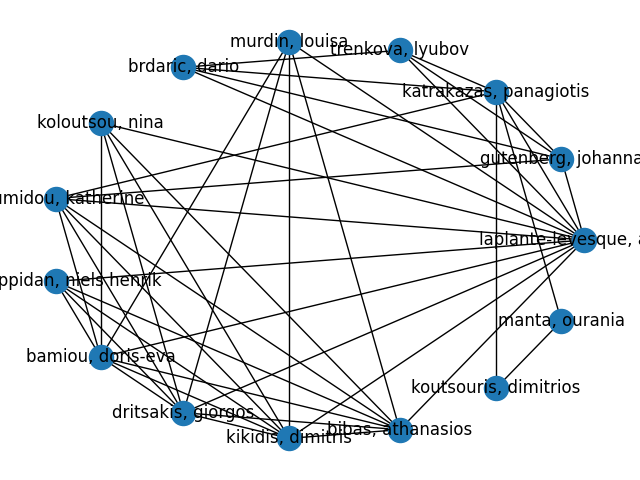 murdin, louisa
trenkova, lyubov
brdaric, dario
katrakazas, panagiotis
koloutsou, nina
gutenberg, johanna
umidou, katherine
laplante-levesque, a
ppidan, niels henrik
manta, ourania
bamiou, doris-eva
koutsouris, dimitrios
dritsakis, giorgos
bibas, athanasios
kikidis, dimitris